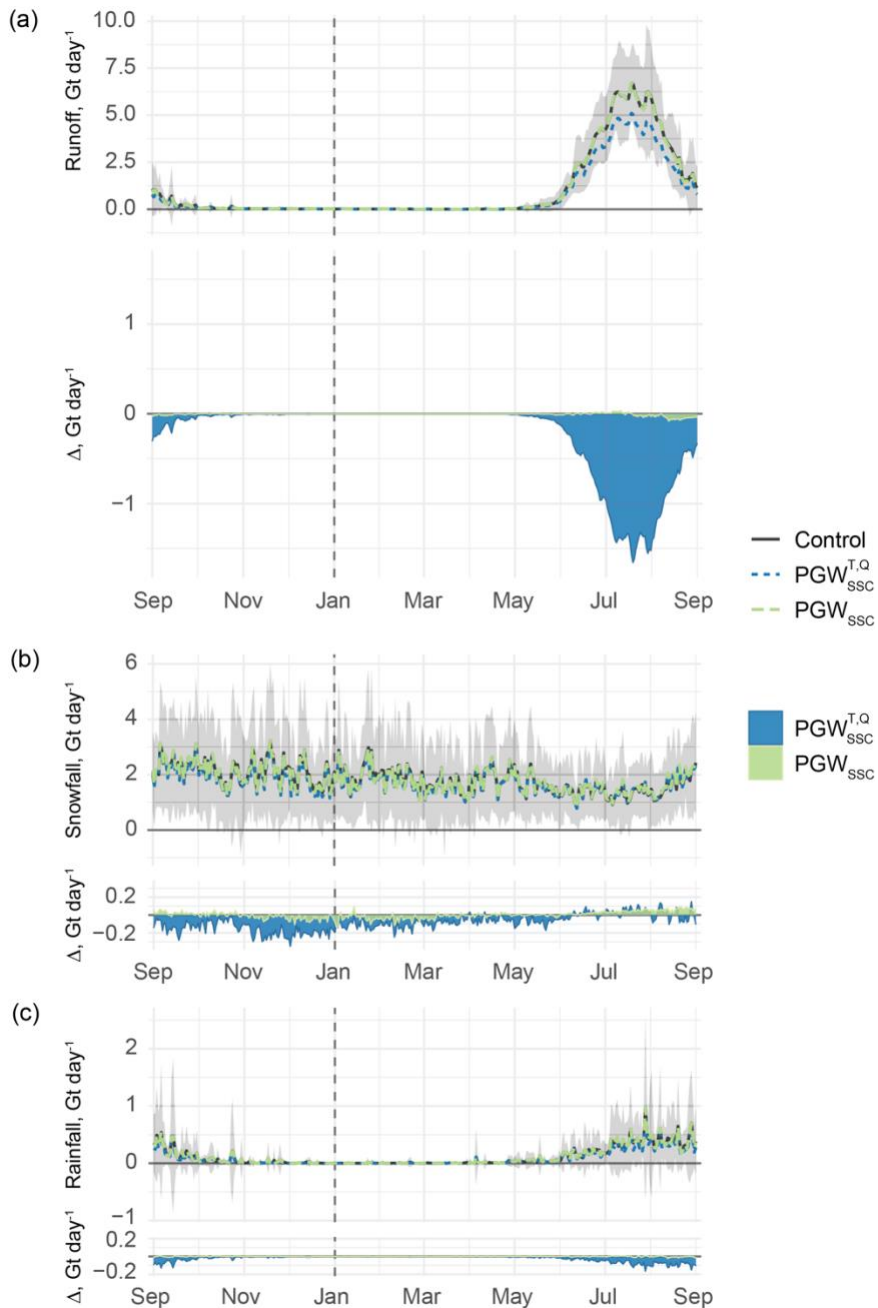 (a)
Runoff, Gt day⁻¹
10.0
7.5
5.0
2.5
0.0
Δ, Gt day⁻¹
1
0
−1
Sep Nov Jan Mar May Jul Sep
Control
PGW T,Q SSC
PGW SSC
(b)
Snowfall, Gt day⁻¹
6
4
2
0
PGW T,Q SSC
PGW SSC
Δ, Gt day⁻¹
0.2
−0.2
Sep Nov Jan Mar May Jul Sep
(c)
Rainfall, Gt day⁻¹
2
1
0
−1
Δ, Gt day⁻¹
0.2
−0.2
Sep Nov Jan Mar May Jul Sep